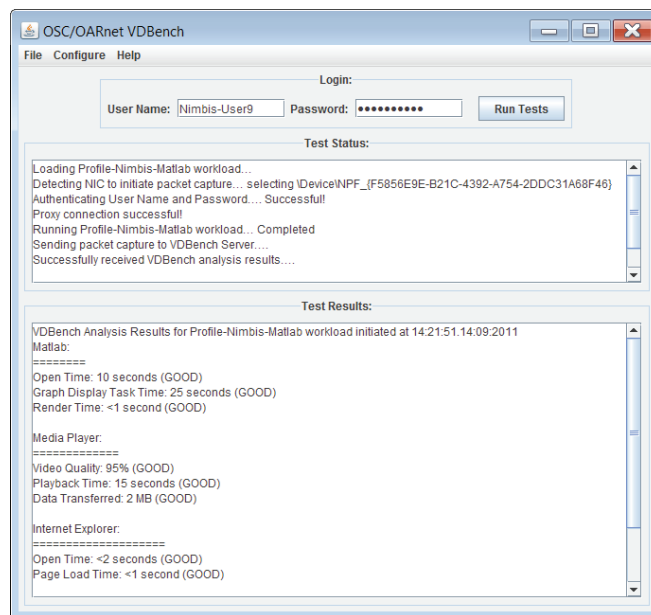 OSC/OARnet VDBench
File Configure Help
Login:
User Name: Nimbis-User9 Password: ●●●●●●●●●● Run Tests
Test Status:
Loading Profile-Nimbis-Matlab workload...
Detecting NIC to initiate packet capture... selecting \Device\NPF_{F5856E9E-B21C-4392-A754-2DDC31A68F46}
Authenticating User Name and Password.... Successful!
Proxy connection successful!
Running Profile-Nimbis-Matlab workload... Completed
Sending packet capture to VDBench Server....
Successfully received VDBench analysis results....
Test Results:
VDBench Analysis Results for Profile-Nimbis-Matlab workload initiated at 14:21:51.14:09:2011
Matlab:
========
Open Time: 10 seconds (GOOD)
Graph Display Task Time: 25 seconds (GOOD)
Render Time: <1 second (GOOD)
Media Player:
=============
Video Quality: 95% (GOOD)
Playback Time: 15 seconds (GOOD)
Data Transferred: 2 MB (GOOD)
Internet Explorer:
====================
Open Time: <2 seconds (GOOD)
Page Load Time: <1 second (GOOD)